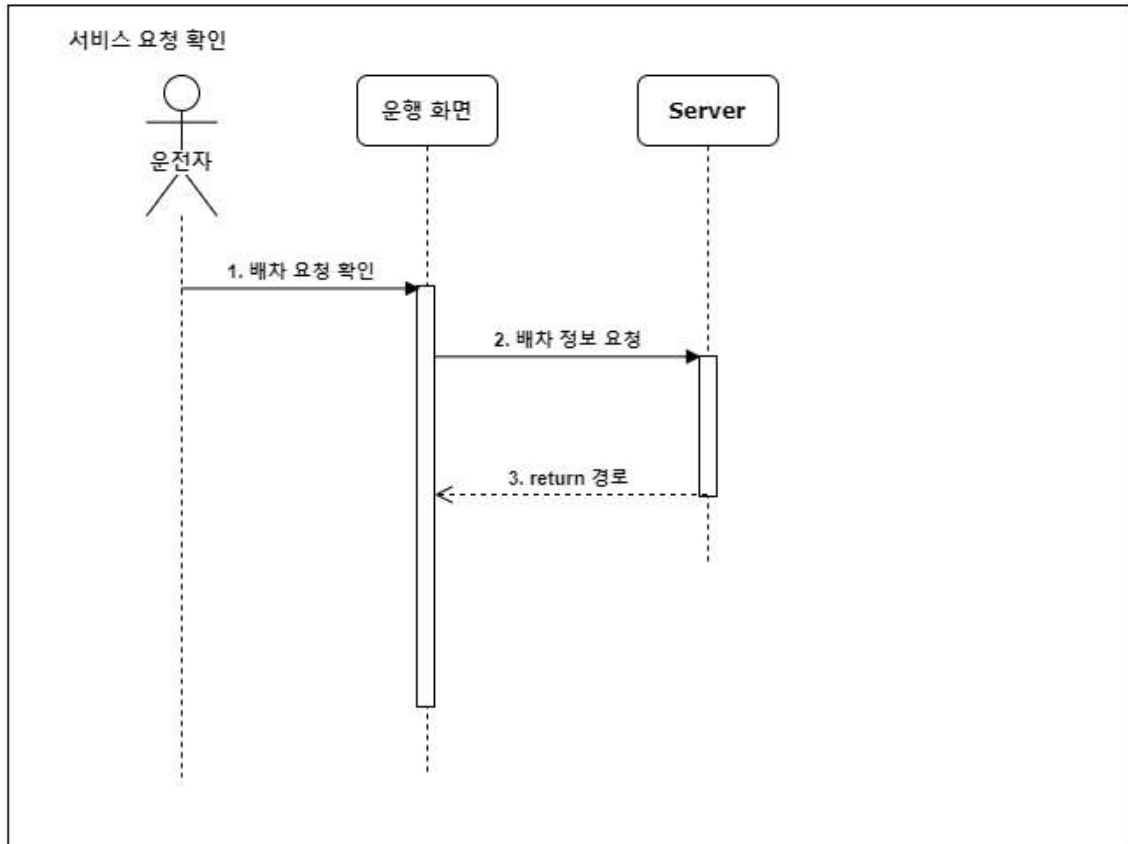 서비스 요청 확인
운전자
운행 화면
Server
1. 배차 요청 확인
2. 배차 정보 요청
3. return 경로